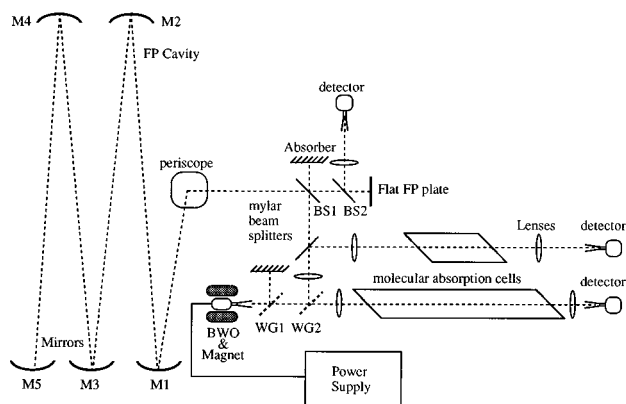 M4
M2
FP Cavity
detector
Absorber
periscope
BS1
BS2
Flat FP plate
mylar
beam
splitters
Lenses
detector
molecular absorption cells
detector
WG1
WG2
BWO
&
Magnet
Mirrors
M5
M3
M1
Power
Supply